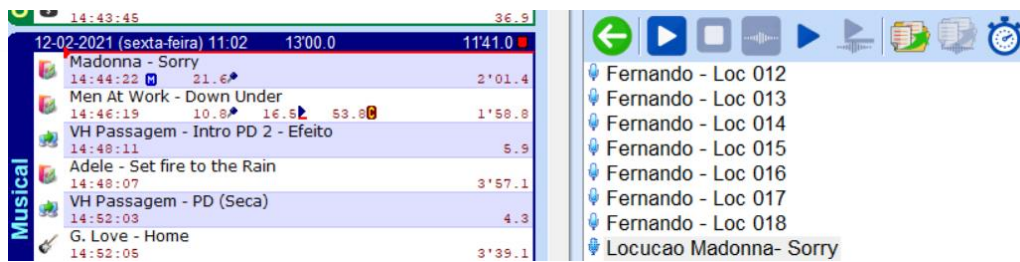 14:43:45 36.9
12-02-2021 (sexta-feira) 11:02 13'00.0 11'41.0
Madonna - Sorry
14:44:22 M 21.6 2'01.4
Men At Work - Down Under
14:46:19 10.8 16.5 53.8 C 1'58.8
VH Passagem - Intro PD 2 - Efeito
14:48:11 5.9
Adele - Set fire to the Rain
14:48:07 3'57.1
VH Passagem - PD (Seca)
14:52:03 4.3
G. Love - Home
14:52:05 3'39.1
Musical
Fernando - Loc 012
Fernando - Loc 013
Fernando - Loc 014
Fernando - Loc 015
Fernando - Loc 016
Fernando - Loc 017
Fernando - Loc 018
Locucao Madonna- Sorry